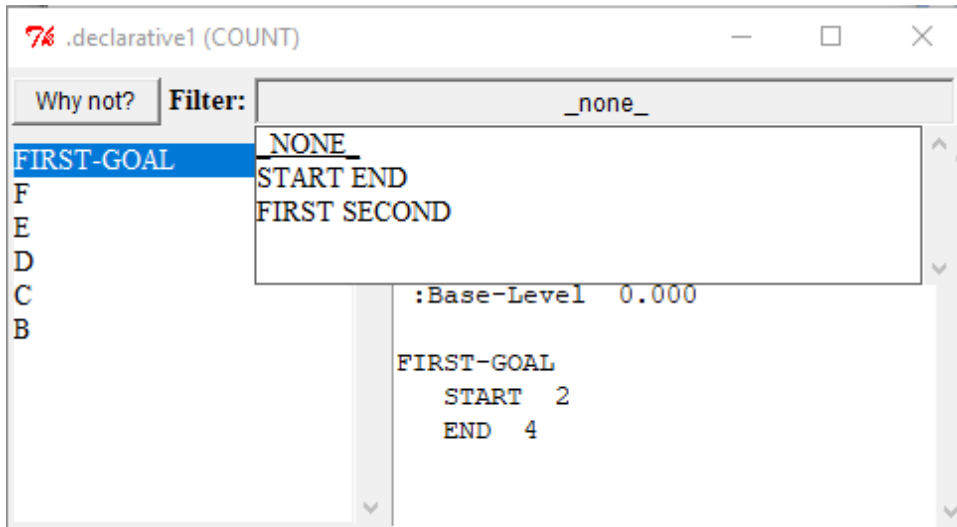 .declarative1 (COUNT)
Why not? Filter: _none_
_NONE_
START END
FIRST SECOND
FIRST-GOAL
F
E
D
C
B
:Base-Level 0.000
FIRST-GOAL
START 2
END 4